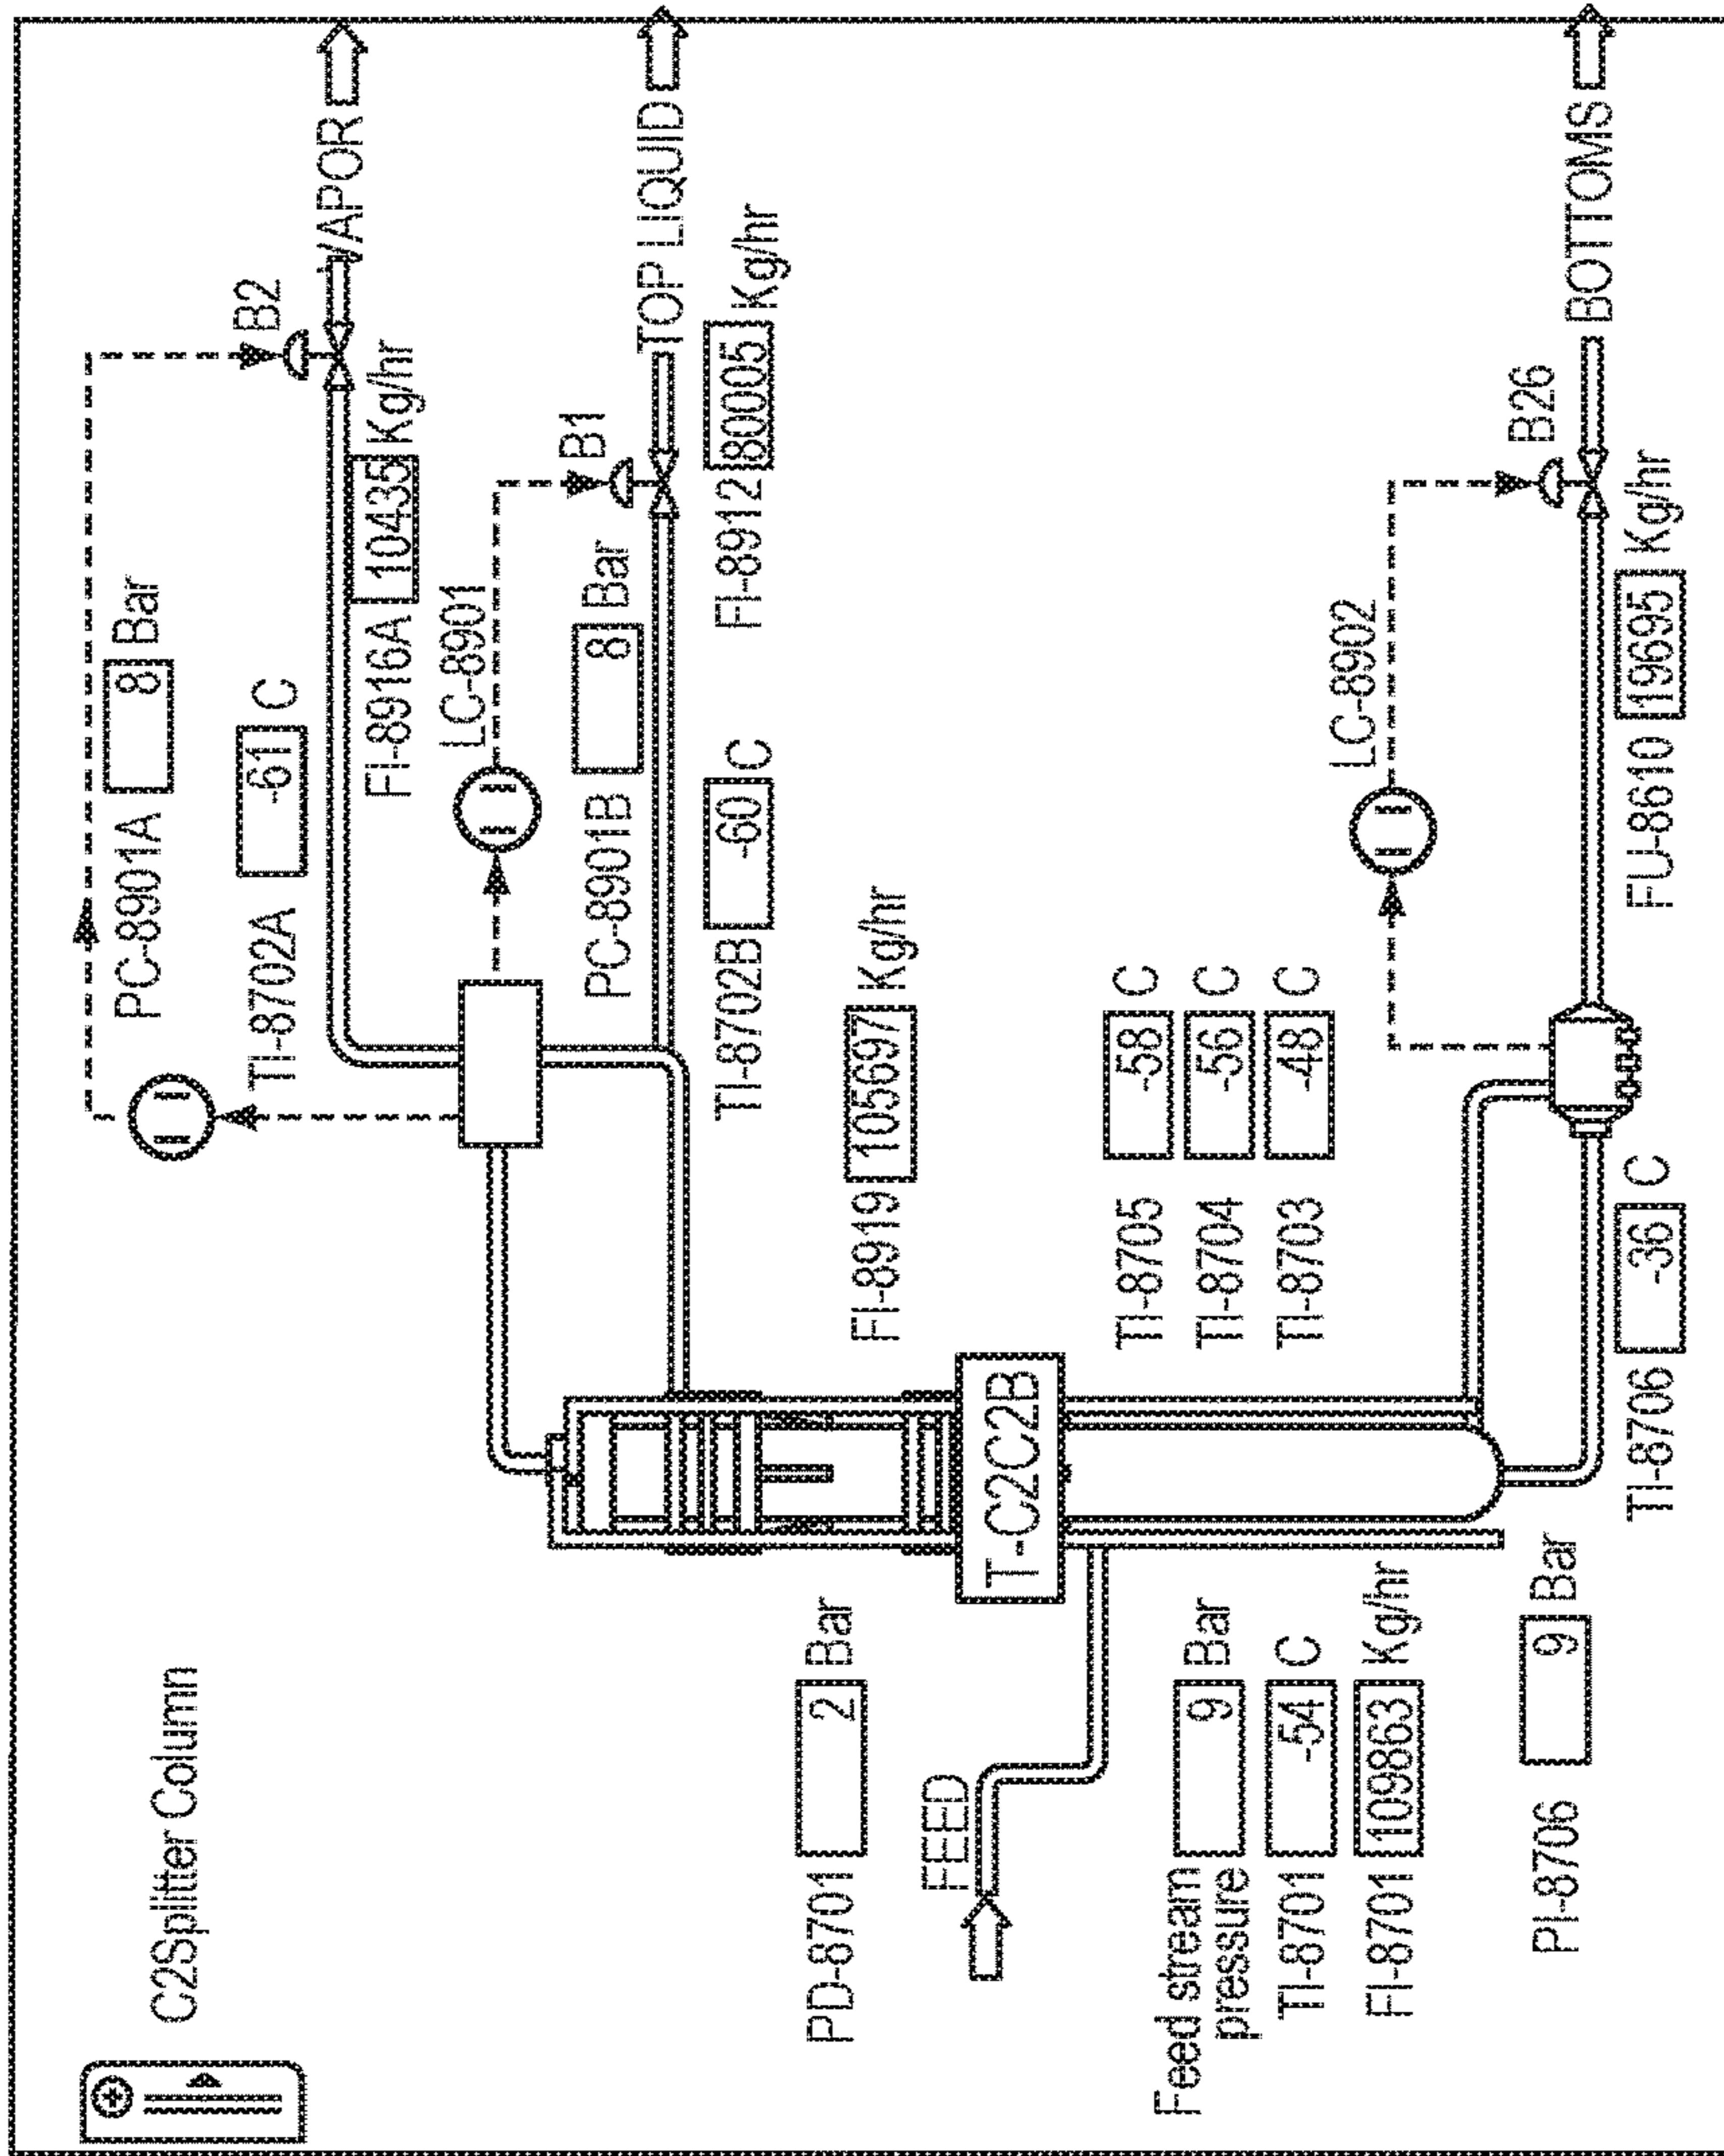 C2Splitter Column
PC-8901A 8 Bar
TI-8702A -61 C
B2
VAPOR
FI-8916A 10435 Kg/hr
LC-8901
B1
PC-8901B 8 Bar
TOP LIQUID
TI-8702B -60 C
FI-8912 80005 Kg/hr
PD-8701 2 Bar
FI-8919 105697 Kg/hr
FEED
T-C2C2B
Feed stream
pressure 9 Bar
TI-8701 -54 C
FI-8701 109863 Kg/hr
TI-8705 -58 C
TI-8704 -56 C
TI-8703 -48 C
LC-8902
B26
BOTTOMS
PI-8706 9 Bar
TI-8706 -36 C
FU-8610 19695 Kg/hr